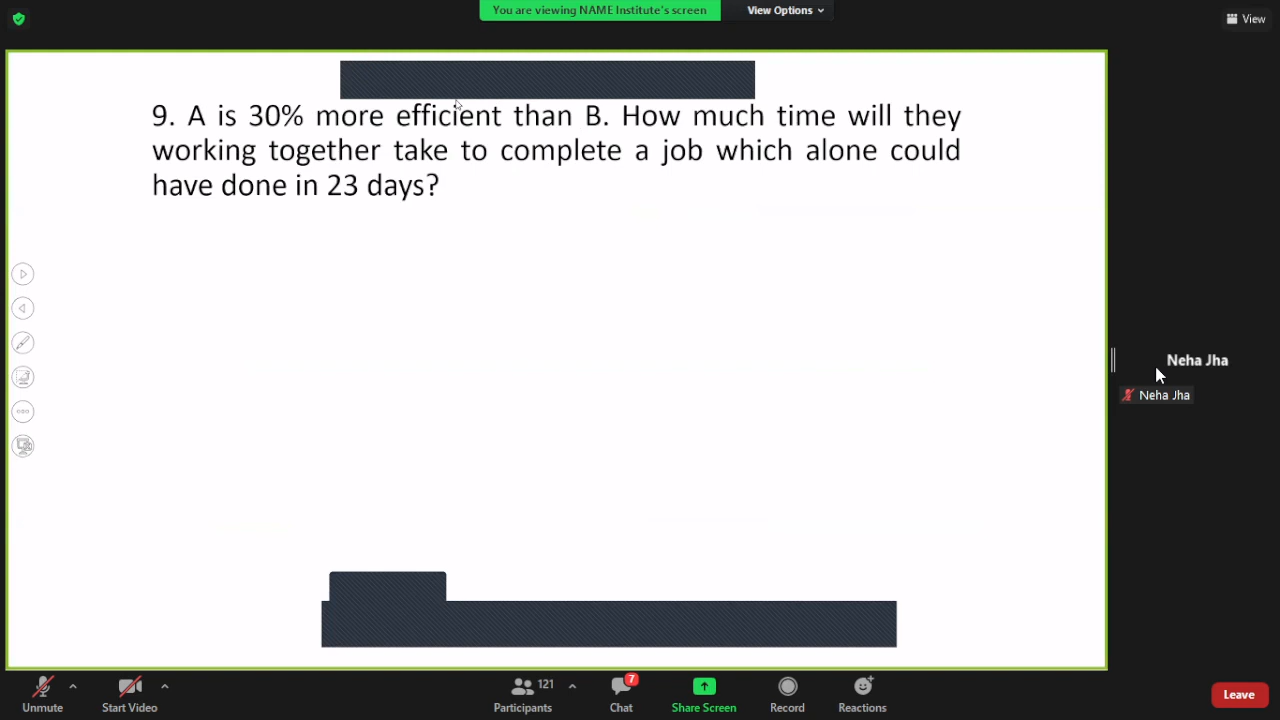 You are viewing NAME Institute's screen
View Options
View
9. A is 30% more efficient than B. How much time will they
working together take to complete a job which alone could
have done in 23 days?
Neha Jha
Neha Jha
Unmute
Start Video
121
Participants
7
Chat
Share Screen
Record
Reactions
Leave